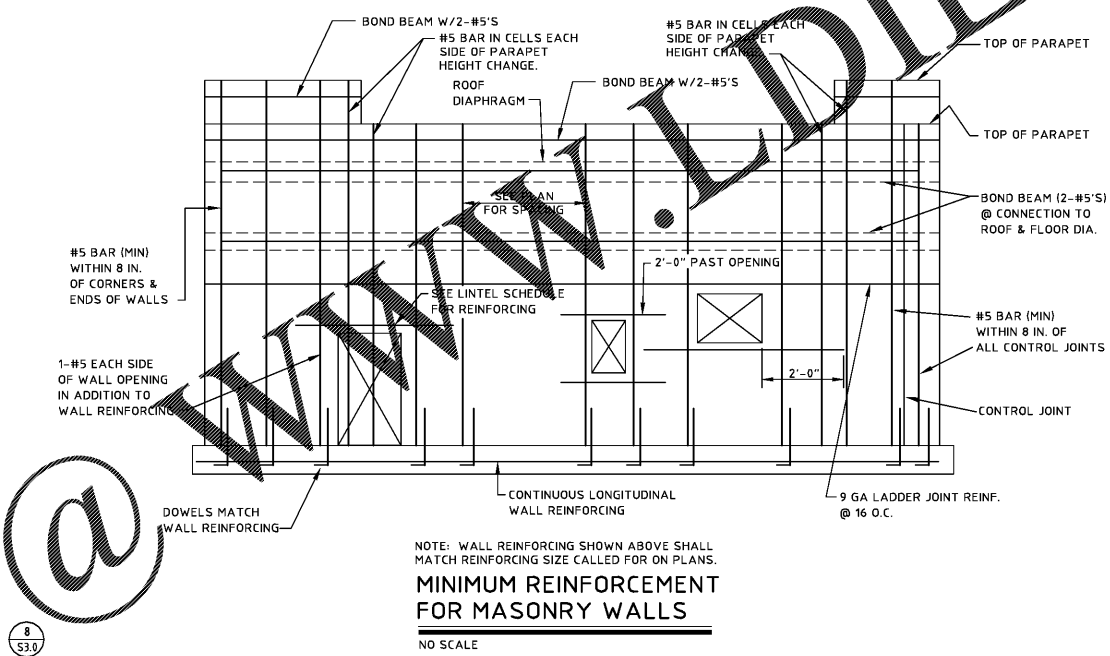 BOND BEAM W/2-#5'S
#5 BAR IN CELLS EACH
SIDE OF PARAPET
HEIGHT CHANGE.
#5 BAR IN CELLS EACH
SIDE OF PARAPET
HEIGHT CHANGE.
TOP OF PARAPET
ROOF
DIAPHRAGM
BOND BEAM W/2-#5'S
TOP OF PARAPET
SEE PLAN
FOR SPACING
BOND BEAM (2-#5'S)
@ CONNECTION TO
ROOF & FLOOR DIA.
#5 BAR (MIN)
WITHIN 8 IN.
OF CORNERS &
ENDS OF WALLS
2'-0" PAST OPENING
SEE LINTEL SCHEDULE
FOR REINFORCING
#5 BAR (MIN)
WITHIN 8 IN. OF
ALL CONTROL JOINTS
1-#5 EACH SIDE
OF WALL OPENING
IN ADDITION TO
WALL REINFORCING
2'-0"
CONTROL JOINT
DOWELS MATCH
WALL REINFORCING
CONTINUOUS LONGITUDINAL
WALL REINFORCING
9 GA LADDER JOINT REINF.
@ 16 O.C.
NOTE: WALL REINFORCING SHOWN ABOVE SHALL
MATCH REINFORCING SIZE CALLED FOR ON PLANS.
MINIMUM REINFORCEMENT
FOR MASONRY WALLS
NO SCALE
8
S3.0
@ WWW.LD